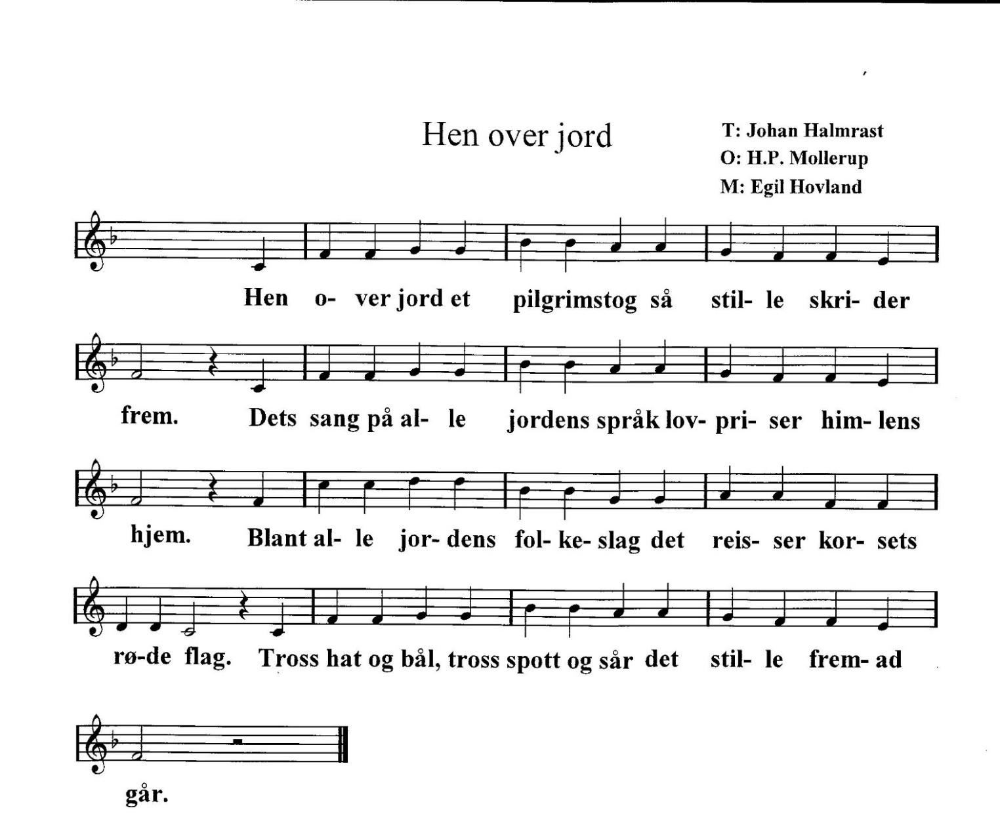 Hen over jord
T: Johan Halmrast
O: H.P. Mollerup
M: Egil Hovland
Hen o- ver jord et pilgrimstog så stil- le skri- der
frem. Dets sang på al- le jordens språk lov- pri- ser him- lens
hjem. Blant al- le jor- dens fol- ke- slag det reis- ser kor- sets
rø-de flag. Tross hat og bål, tross spott og sår det stil- le frem- ad
går.